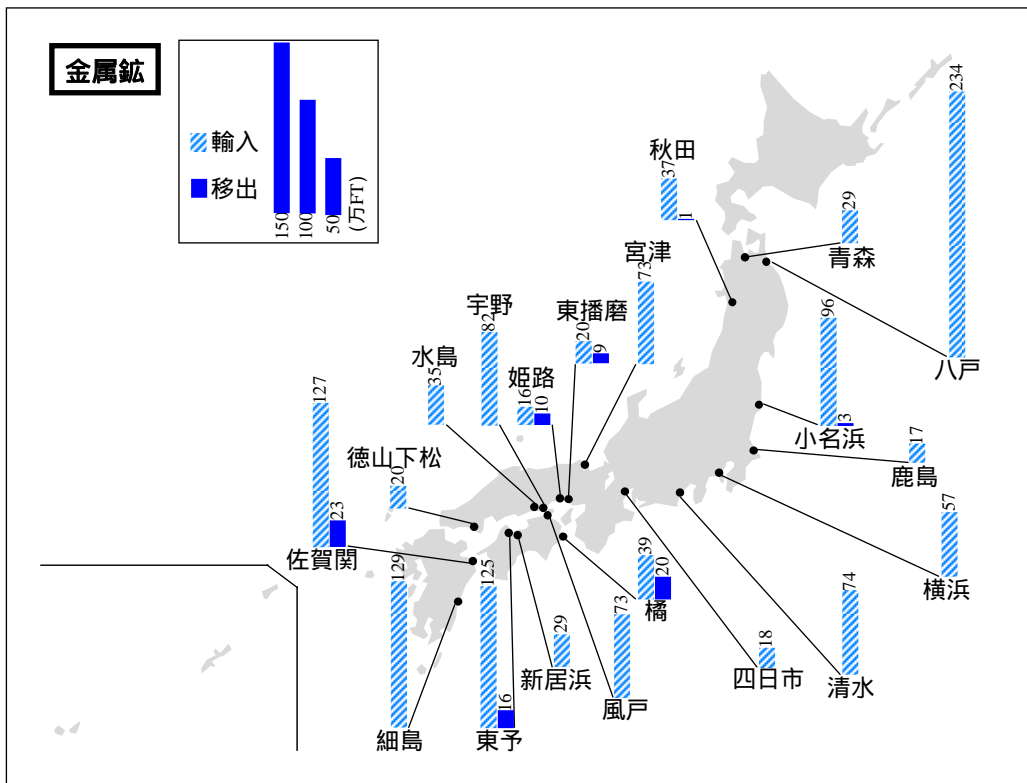 金属鉱
輸入
移出
150
100
50
(万FT)
234
八戸
秋田
37
1
29
青森
宮津
73
宇野
82
東播磨
20
9
96
3
小名浜
水島
35
姫路
16
10
127
23
佐賀関
徳山下松
20
17
鹿島
57
横浜
129
細島
125
16
東予
29
新居浜
73
風戸
39
20
橘
18
四日市
74
清水